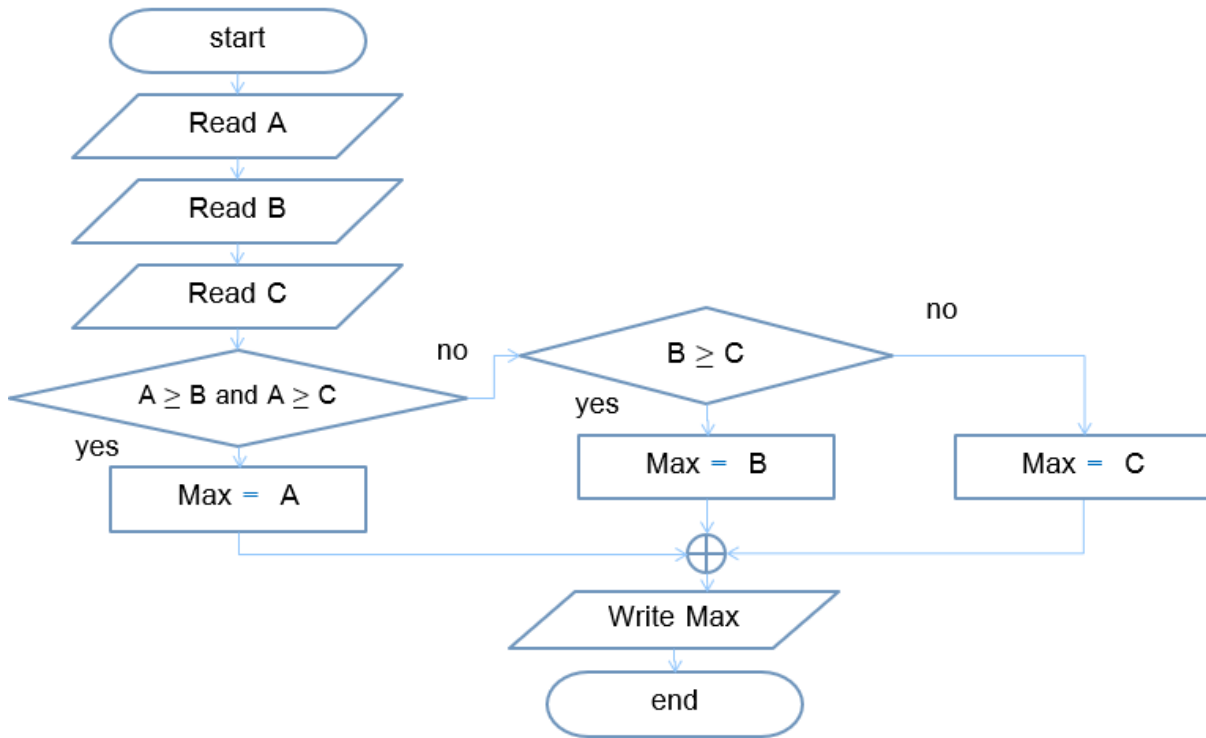 start
Read A
Read B
Read C
A ≥ B and A ≥ C
yes
no
Max = A
B ≥ C
yes
no
Max = B
Max = C
Write Max
end